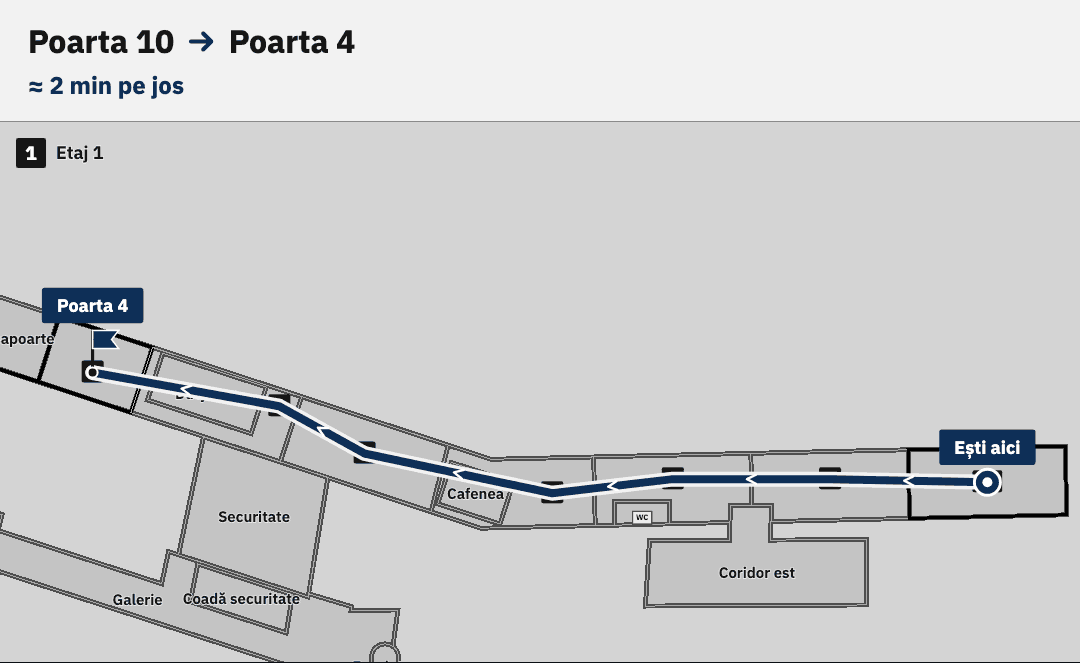 Poarta 10 → Poarta 4
≈ 2 min pe jos
1 Etaj 1
Poarta 4
apoarte
Ești aici
Cafenea
Securitate
WC
Coridor est
Galerie
Coadă securitate